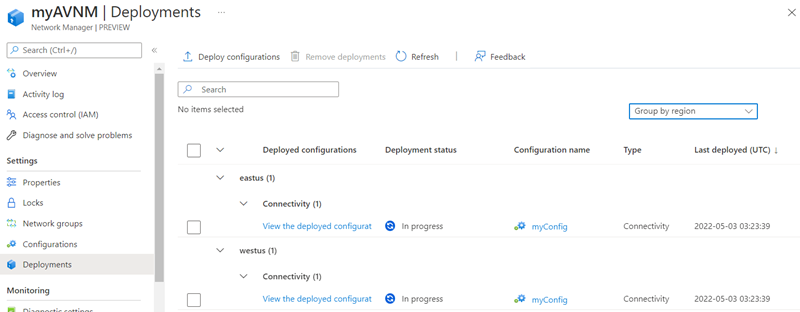 myAVNM | Deployments ...
Network Manager | PREVIEW
Search (Ctrl+/) «
Overview
Activity log
Access control (IAM)
Diagnose and solve problems
Settings
Properties
Locks
Network groups
Configurations
Deployments
Monitoring
Diagnostic settings
Deploy configurations Remove deployments Refresh | Feedback
Search
No items selected
Group by region
Deployed configurations Deployment status Configuration name Type Last deployed (UTC) ↓
eastus (1)
Connectivity (1)
View the deployed configurat In progress myConfig Connectivity 2022-05-03 03:23:39
westus (1)
Connectivity (1)
View the deployed configurat In progress myConfig Connectivity 2022-05-03 03:23:39